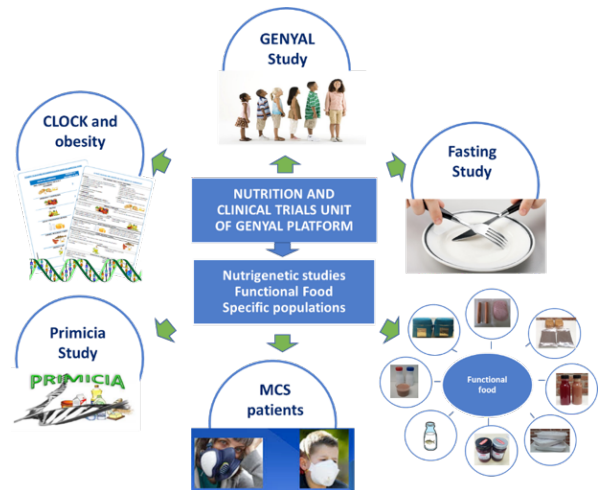 GENYAL
Study
CLOCK and
obesity
Fasting
Study
NUTRITION AND
CLINICAL TRIALS UNIT
OF GENYAL PLATFORM
Nutrigenetic studies
Functional Food
Specific populations
Primicia
Study
PRIMICIA
MCS
patients
Functional
food